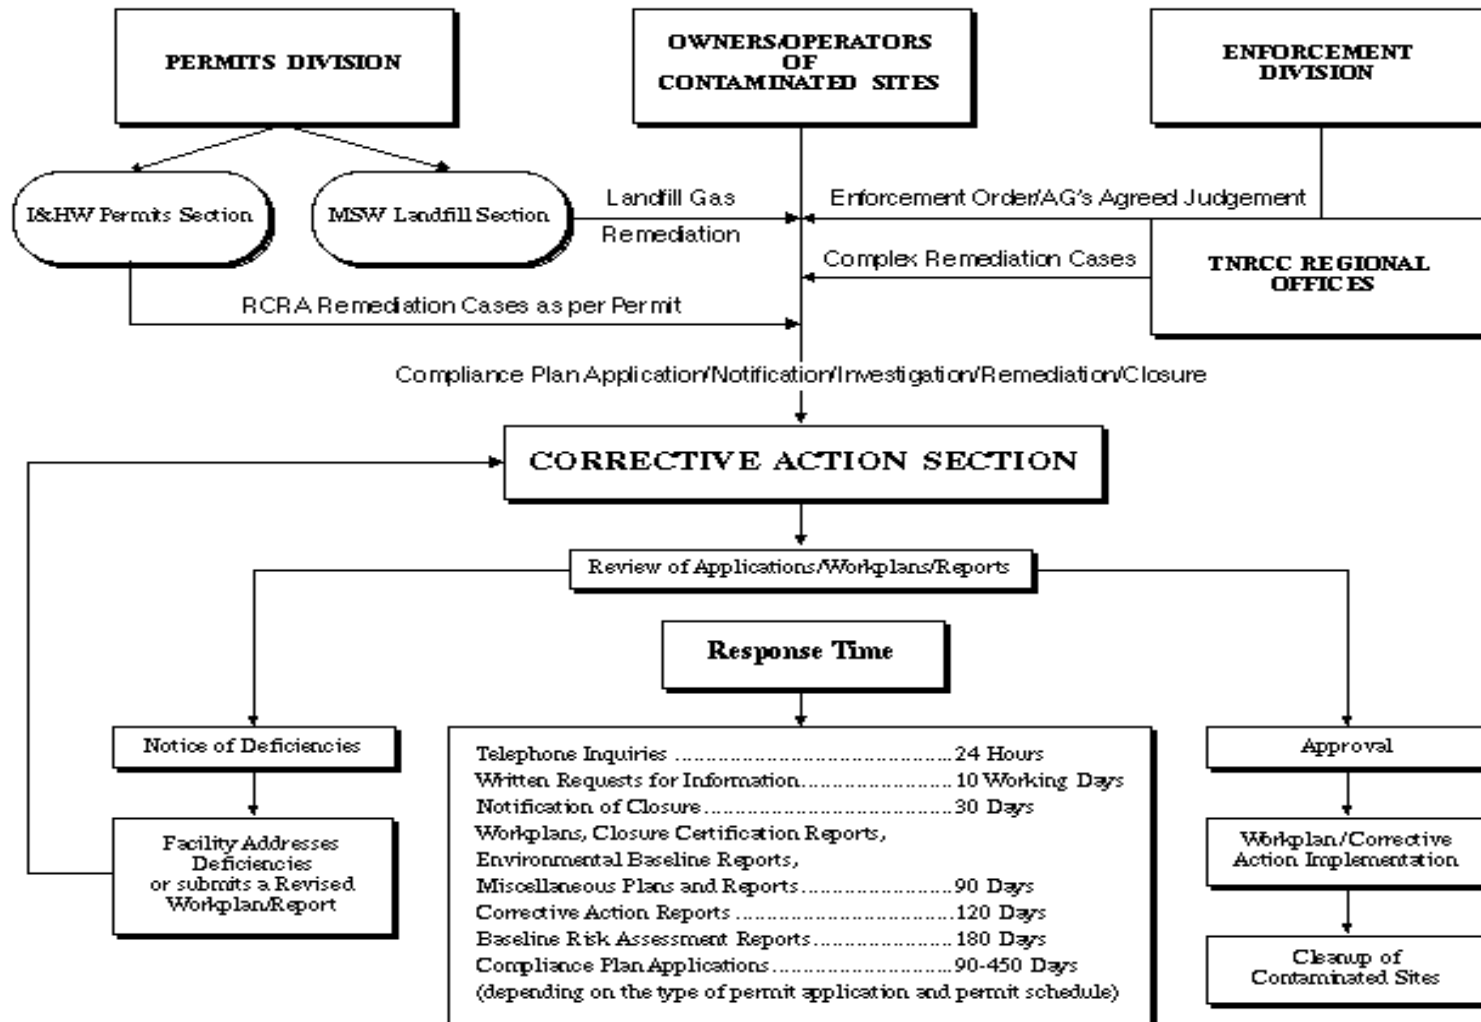 PERMITS DIVISION
OWNERS/OPERATORS
OF
CONTAMINATED SITES
ENFORCEMENT
DIVISION
I&HW Permits Section
MSW Landfill Section
Landfill Gas
Remediation
Enforcement Order/AG's Agreed Judgement
Complex Remediation Cases
TNRCC REGIONAL
OFFICES
RCRA Remediation Cases as per Permit
Compliance Plan Application/Notification/Investigation/Remediation/Closure
CORRECTIVE ACTION SECTION
Review of Applications/Workplans/Reports
Response Time
Notice of Deficiencies
Facility Addresses
Deficiencies
or submits a Revised
Workplan/Report
Telephone Inquiries ............................................24 Hours
Written Requests for Information........................10 Working Days
Notification of Closure.......................................30 Days
Workplans, Closure Certification Reports,
Environmental Baseline Reports,
Miscellaneous Plans and Reports........................90 Days
Corrective Action Reports ..................................120 Days
Baseline Risk Assessment Reports......................180 Days
Compliance Plan Applications ............................90-450 Days
(depending on the type of permit application and permit schedule)
Approval
Workplan/Corrective
Action Implementation
Cleanup of
Contaminated Sites